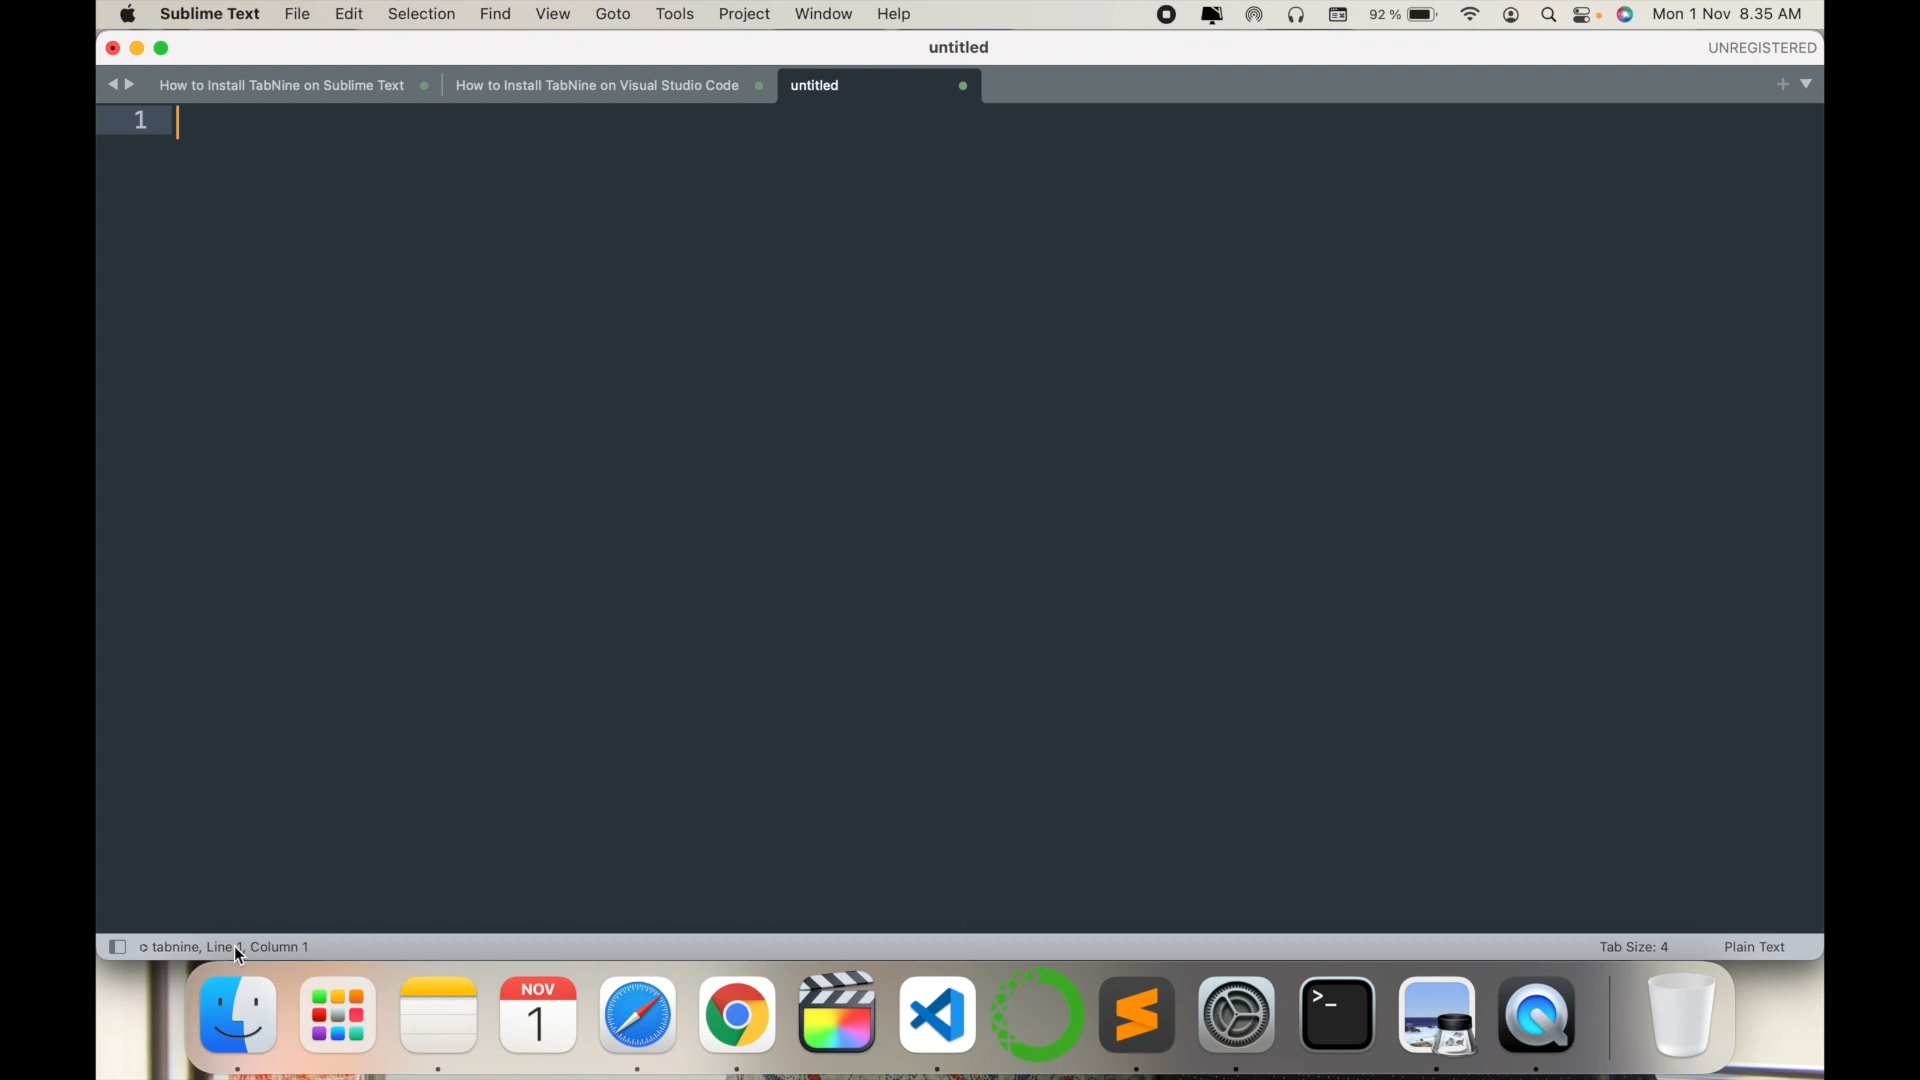 Sublime Text File Edit Selection Find View Goto Tools Project Window Help 92 % Mon 1 Nov 8.35 AM
untitled UNREGISTERED
How to Install TabNine on Sublime Text How to Install TabNine on Visual Studio Code untitled
1
tabnine, Line 1, Column 1 Tab Size: 4 Plain Text
NOV
1
>_